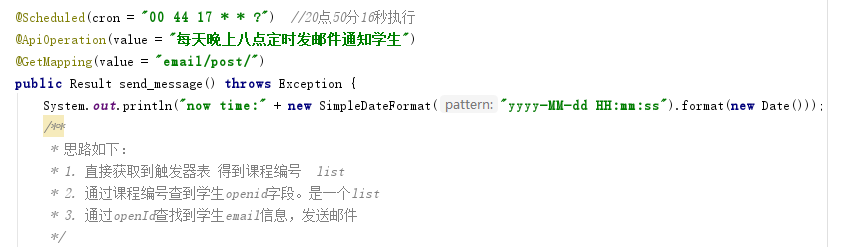 @Scheduled(cron = "00 44 17 * * ?")  //20点50分16秒执行
@ApiOperation(value = "每天晚上八点定时发邮件通知学生")
@GetMapping(value = "email/post/")
public Result send_message() throws Exception {
System.out.println("now time:" + new SimpleDateFormat( pattern: "yyyy-MM-dd HH:mm:ss").format(new Date()));
/**
* 思路如下：
* 1. 直接获取到触发器表 得到课程编号  list
* 2. 通过课程编号查到学生openid字段。是一个list
* 3. 通过openId查找到学生email信息，发送邮件
*/